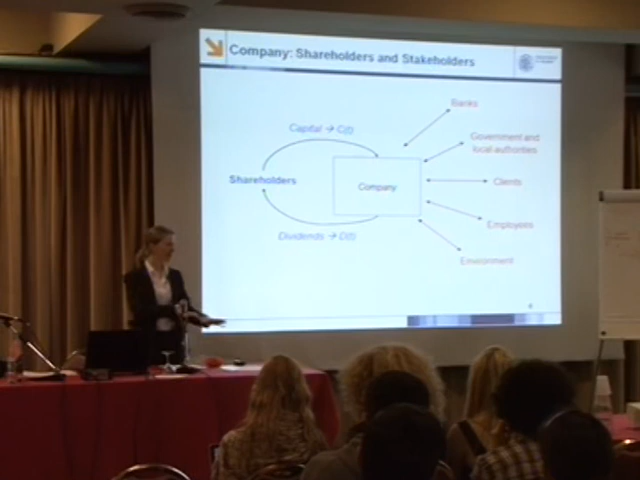 Company: Shareholders and Stakeholders
Banks
Capital → C(t)
Government and
local authorities
Shareholders
Company
Clients
Employees
Dividends → D(t)
Environment